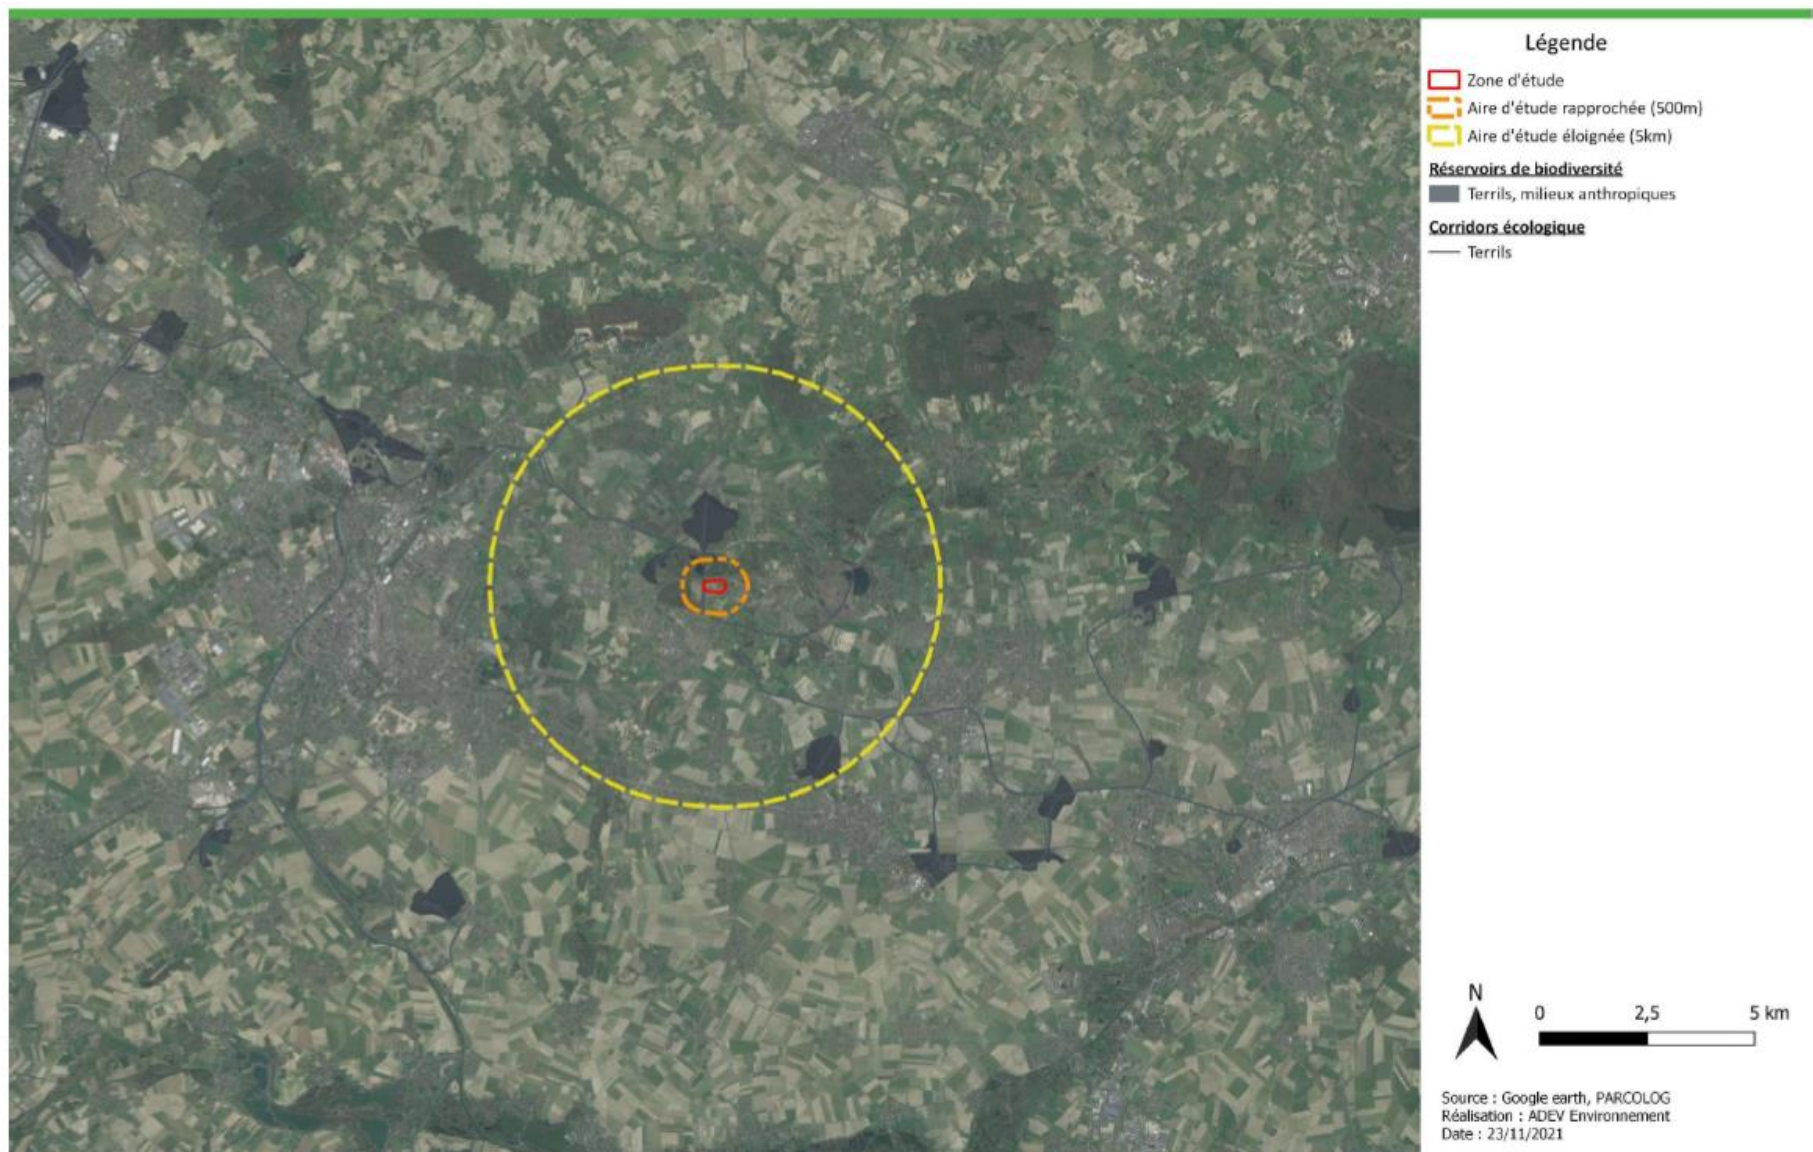 Légende
Zone d'étude
Aire d'étude rapprochée (500m)
Aire d'étude éloignée (5km)
Réservoirs de biodiversité
Terrils, milieux anthropiques
Corridors écologique
Terrils
N
0 2,5 5 km
Source : Google earth, PARCOLOG
Réalisation : ADEV Environnement
Date : 23/11/2021